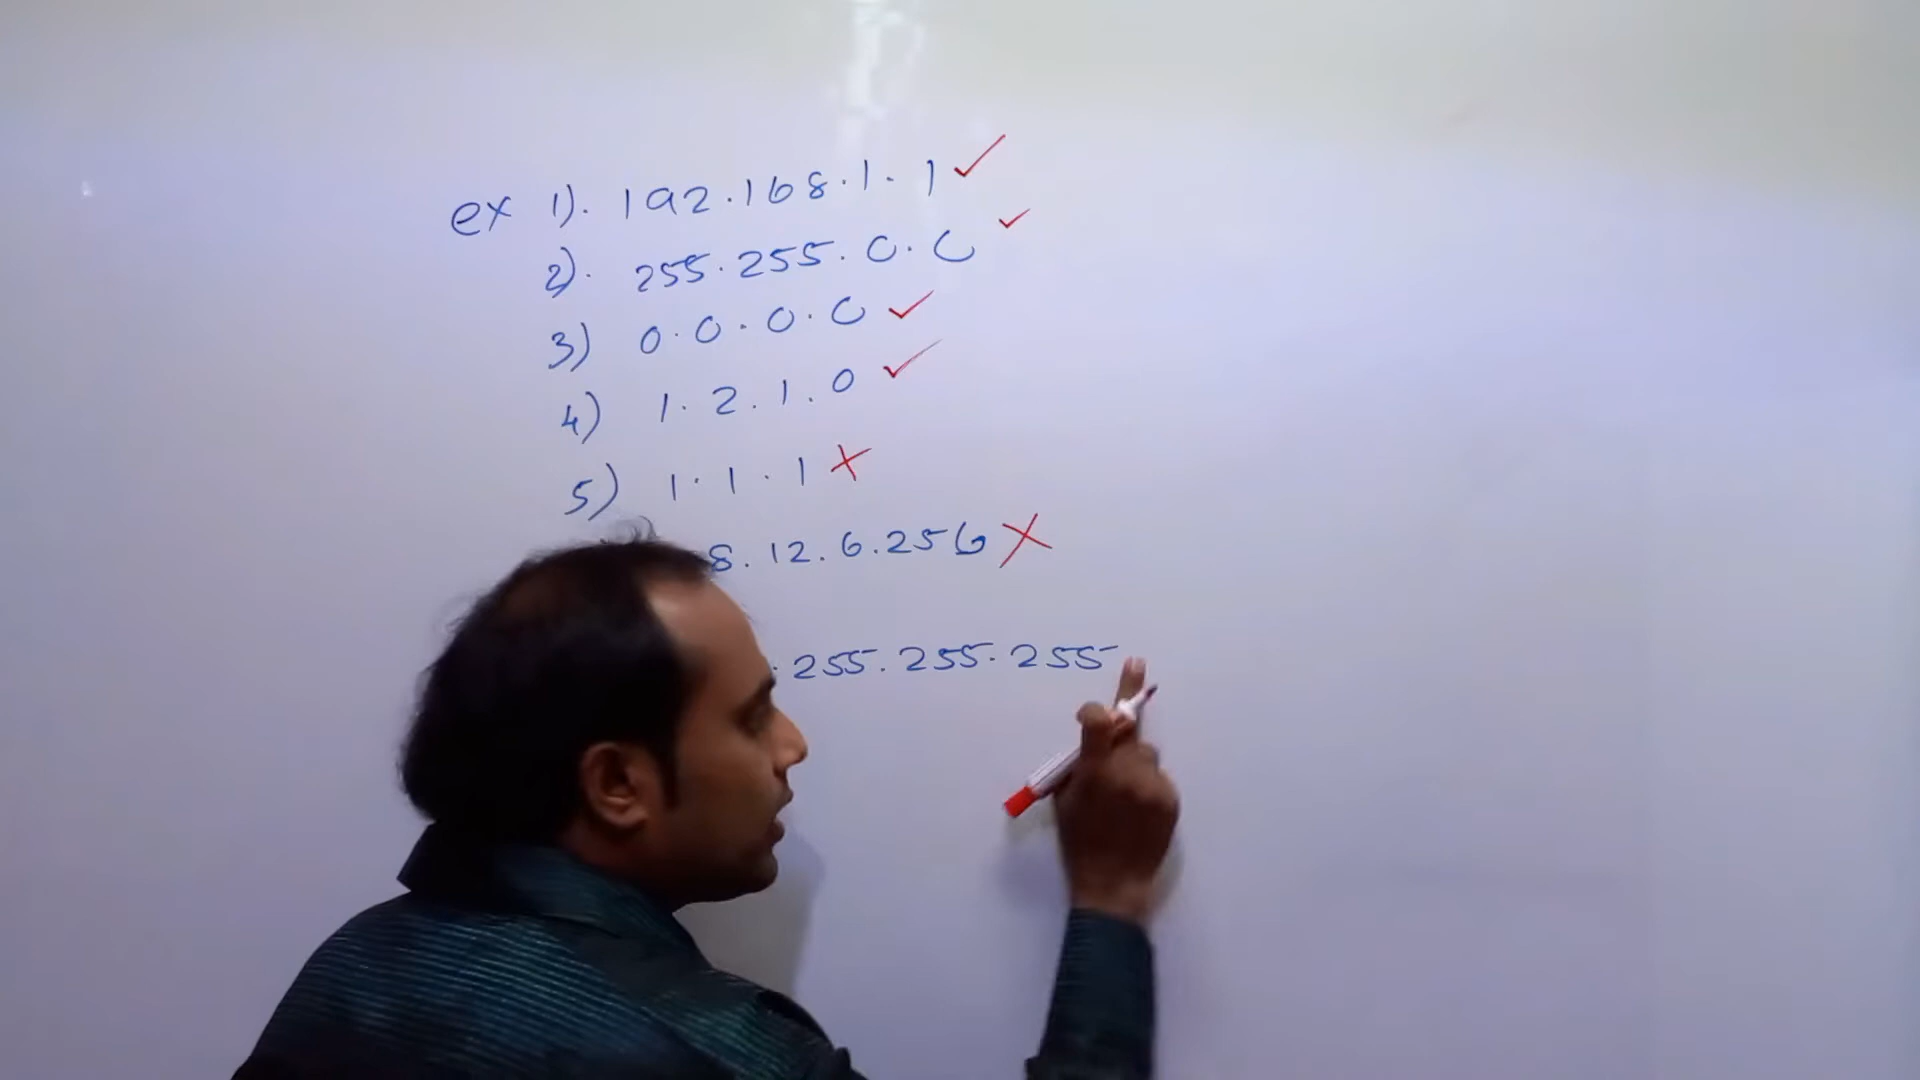 ex 1). 192.168.1.1 ✓
2). 255.255.0.0 ✓
3) 0.0.0.0 ✓
4) 1.2.1.0 ✓
5) 1.1.1 ✗
8.12.6.256 ✗
.255.255.255